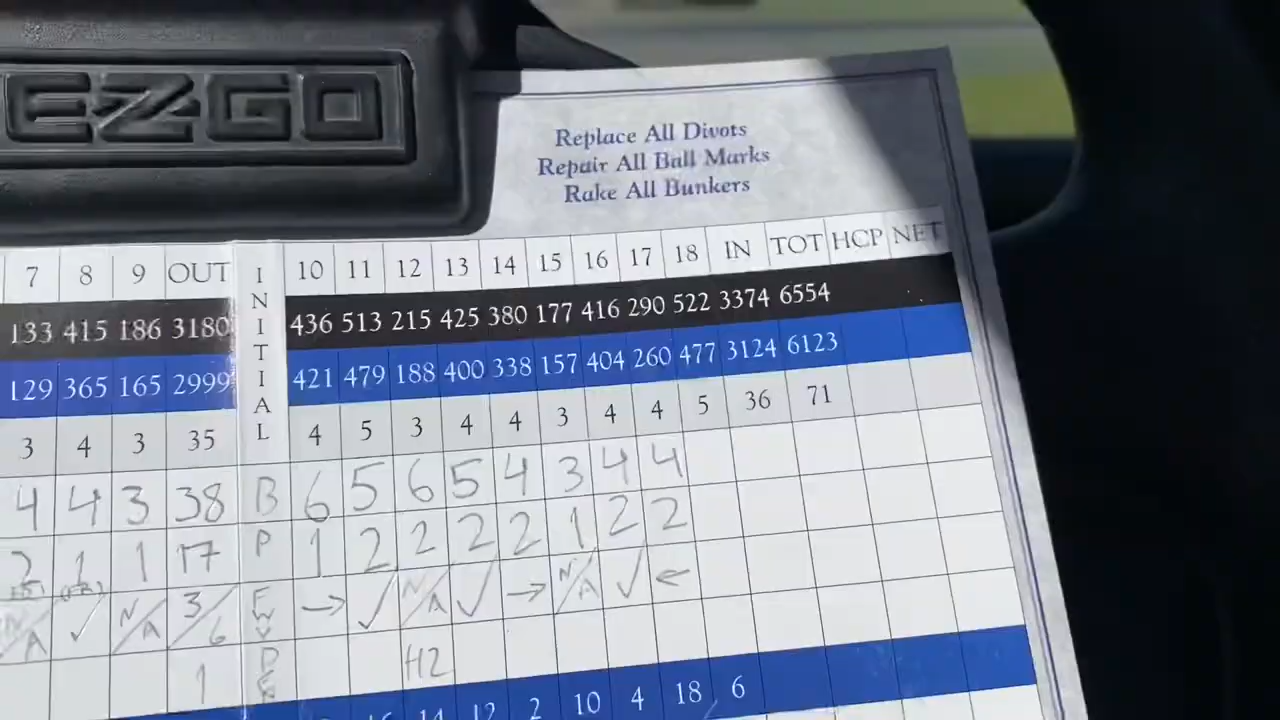 EZGO
Replace All Divots
Repair All Ball Marks
Rake All Bunkers
7 8 9 OUT INITIAL 10 11 12 13 14 15 16 17 18 IN TOT HCP NET
133 415 186 3180 436 513 215 425 380 177 416 290 522 3374 6554
129 365 165 2999 421 479 188 400 338 157 404 260 477 3124 6123
3 4 3 35 4 5 3 4 4 3 4 4 5 36 71
4 4 3 38 B 6 5 6 5 4 3 4 4
2 1 1 17 P 1 2 2 2 2 1 2 2
N/A ✓ N/A 3/6 FWY → ✓ N/A ✓ → N/A ✓ ←
1 H2
14 12 2 10 4 18 6